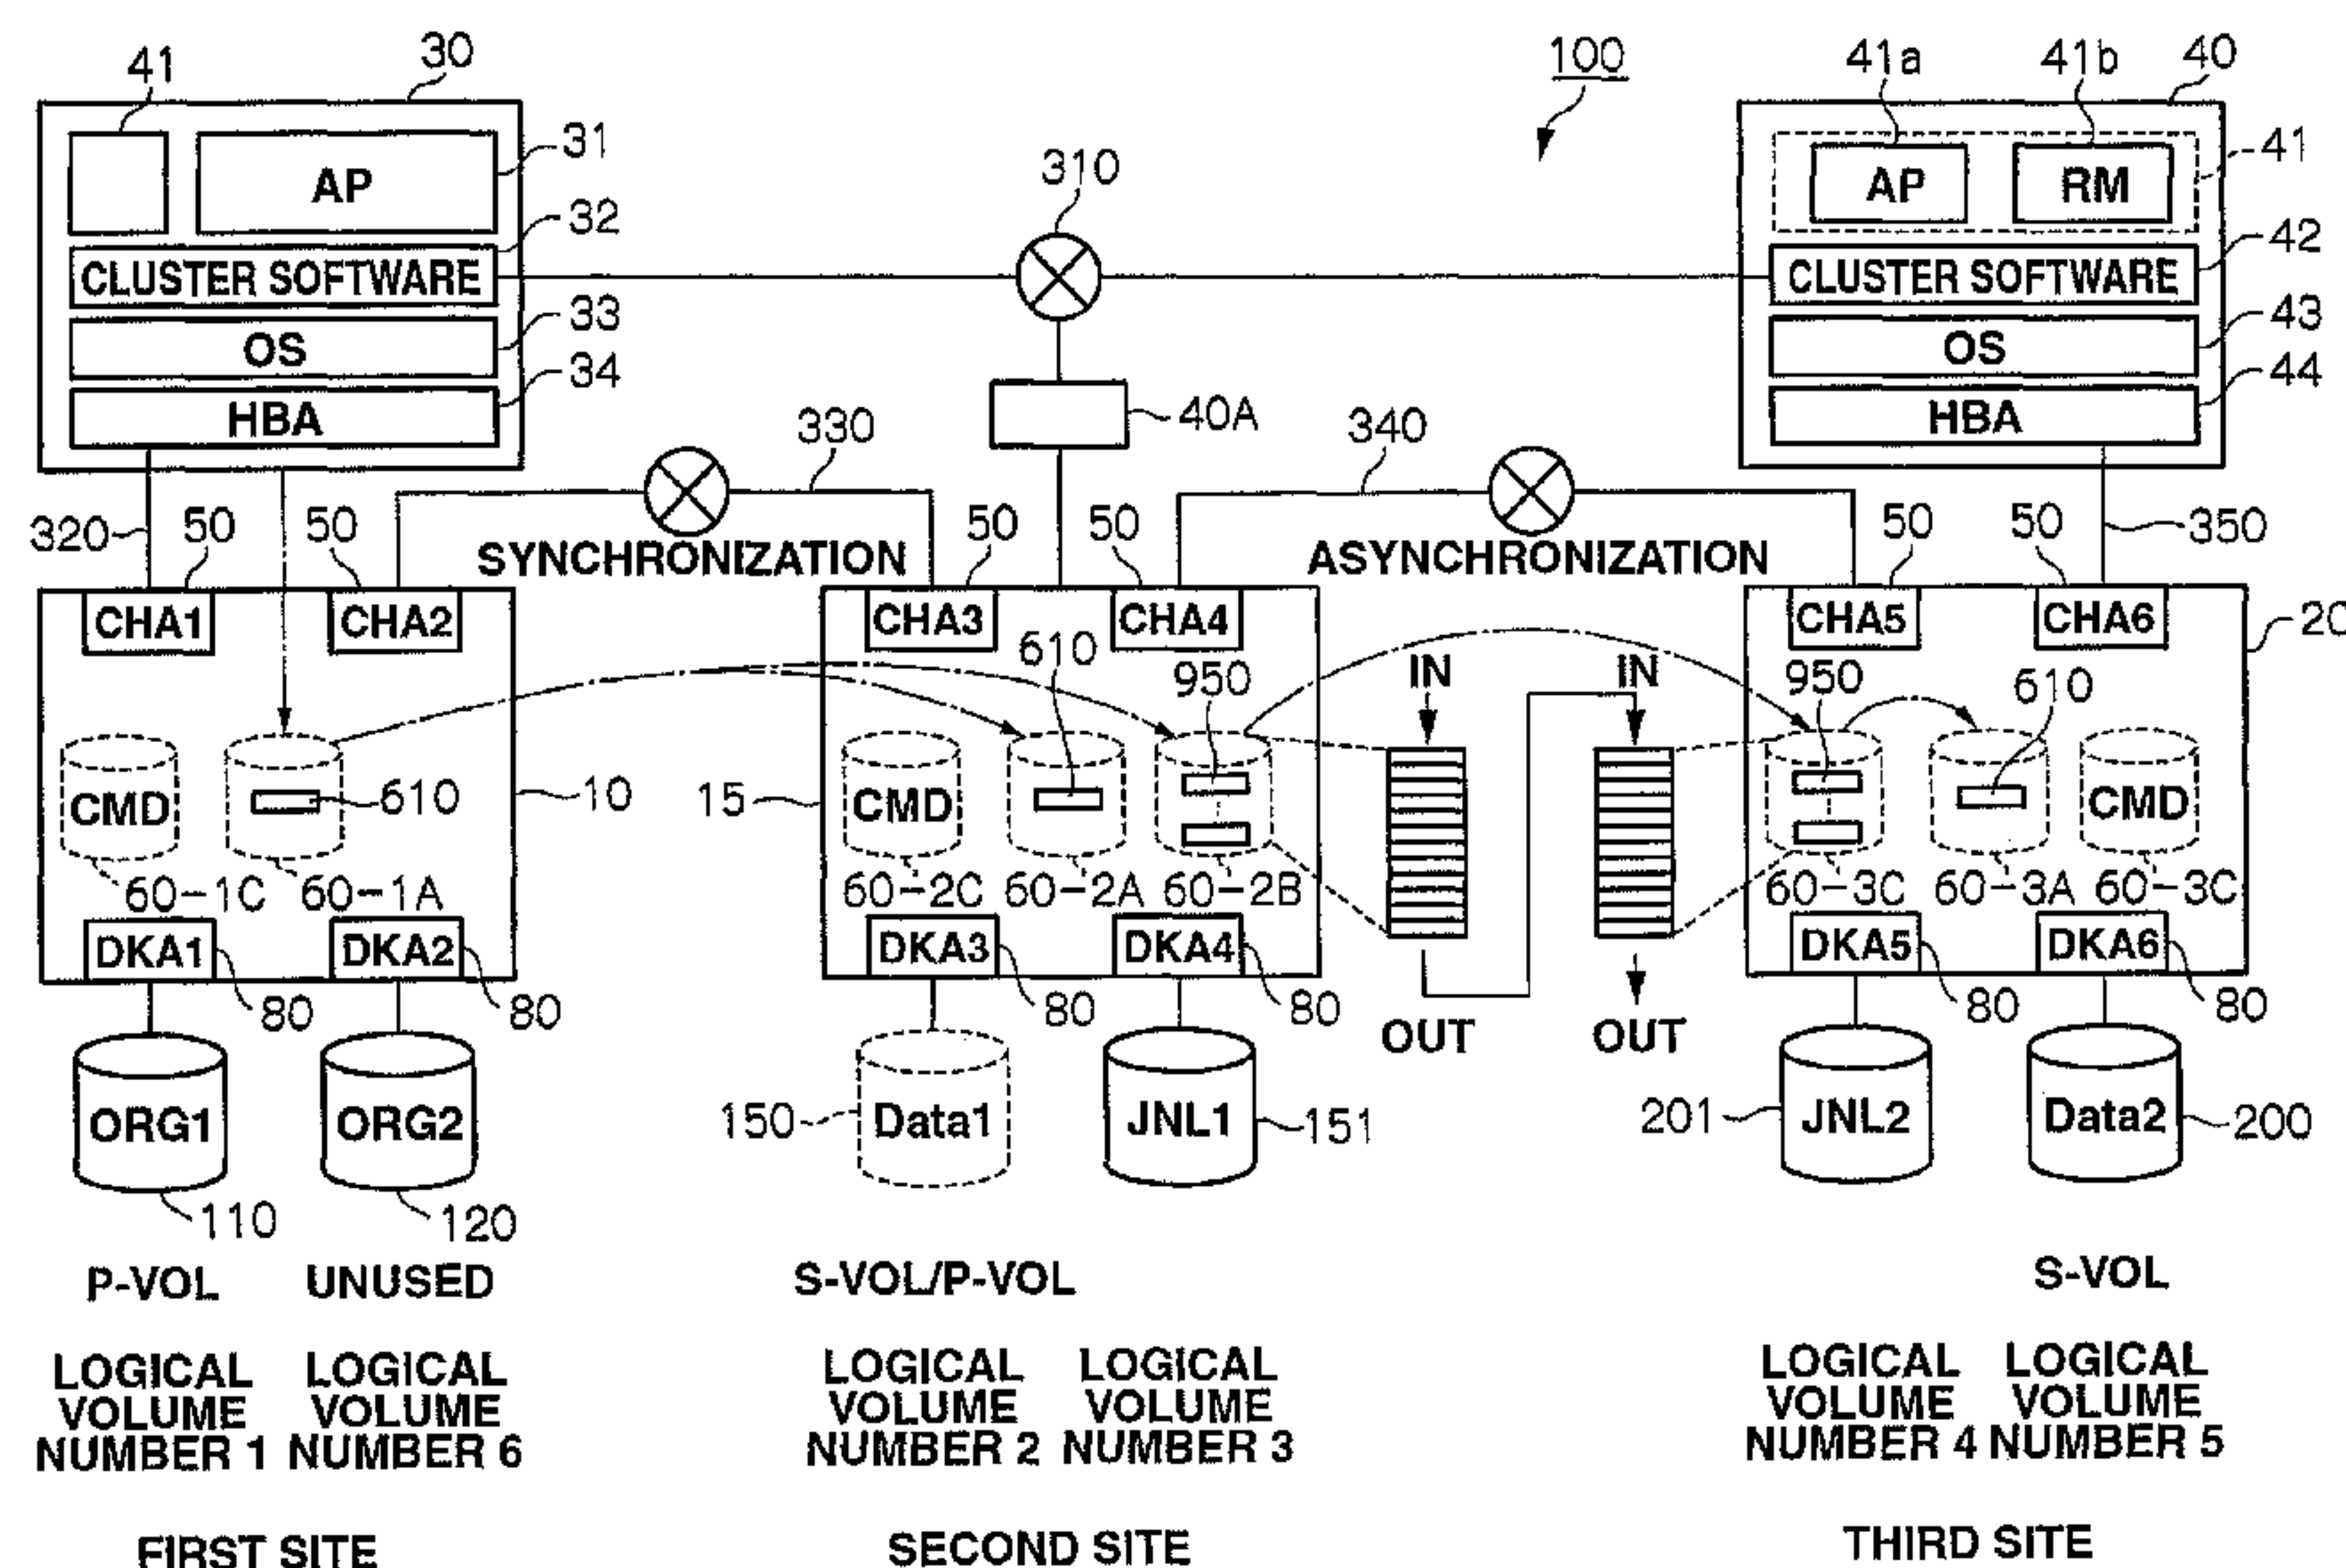 41 30 100 41a 41b 40
AP 31 310 AP RM 41
32 42
CLUSTER SOFTWARE CLUSTER SOFTWARE
33 43
OS OS
34 44
HBA 40A HBA
330 340
320 50 50 50 50 50 50 350
SYNCHRONIZATION ASYNCHRONIZATION
CHA1 CHA2 CHA3 CHA4 CHA5 CHA6 20
610 950 IN IN 950 610
CMD 610 10 15 CMD CMD
60-1C 60-1A 60-2C 60-2A 60-2B 60-3C 60-3A 60-3C
DKA1 DKA2 DKA3 DKA4 DKA5 DKA6
80 80 80 80 80 80
OUT OUT
ORG1 ORG2 150 Data1 JNL1 151 201 JNL2 Data2 200
110 120
P-VOL UNUSED S-VOL/P-VOL S-VOL
LOGICAL LOGICAL LOGICAL LOGICAL LOGICAL LOGICAL
VOLUME VOLUME VOLUME VOLUME VOLUME VOLUME
NUMBER 1 NUMBER 6 NUMBER 2 NUMBER 3 NUMBER 4 NUMBER 5
FIRST SITE SECOND SITE THIRD SITE